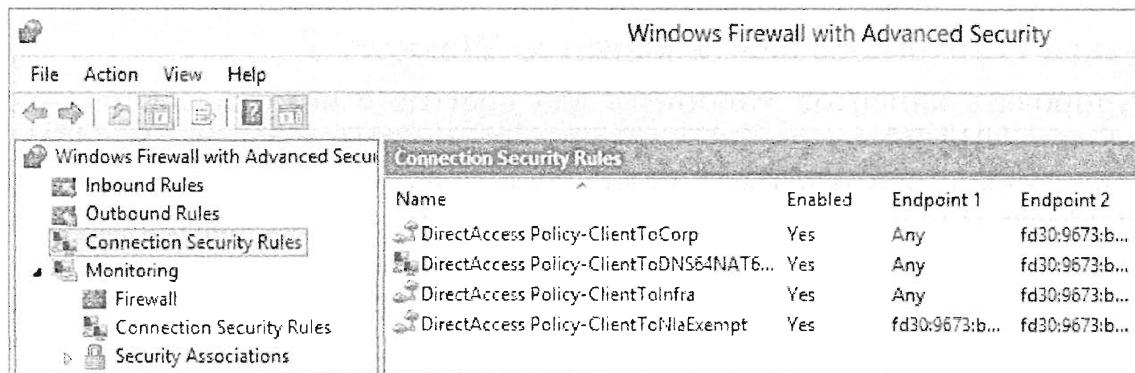 Windows Firewall with Advanced Security
File Action View Help
Windows Firewall with Advanced Secur
Inbound Rules
Outbound Rules
Connection Security Rules
Monitoring
Firewall
Connection Security Rules
Security Associations
Connection Security Rules
Name Enabled Endpoint 1 Endpoint 2
DirectAccess Policy-ClientToCorp Yes Any fd30:9673:b...
DirectAccess Policy-ClientToDNS64NAT6... Yes Any fd30:9673:b...
DirectAccess Policy-ClientToInfra Yes Any fd30:9673:b...
DirectAccess Policy-ClientToNlaExempt Yes fd30:9673:b... fd30:9673:b...